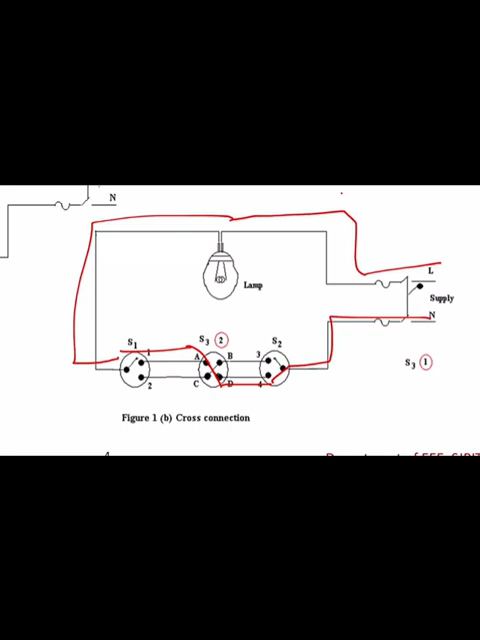 N
L
Lamp
Supply
N
S1 S3 2 S2
S3 1
1 A B 3
2 C D 4
Figure 1 (b) Cross connection